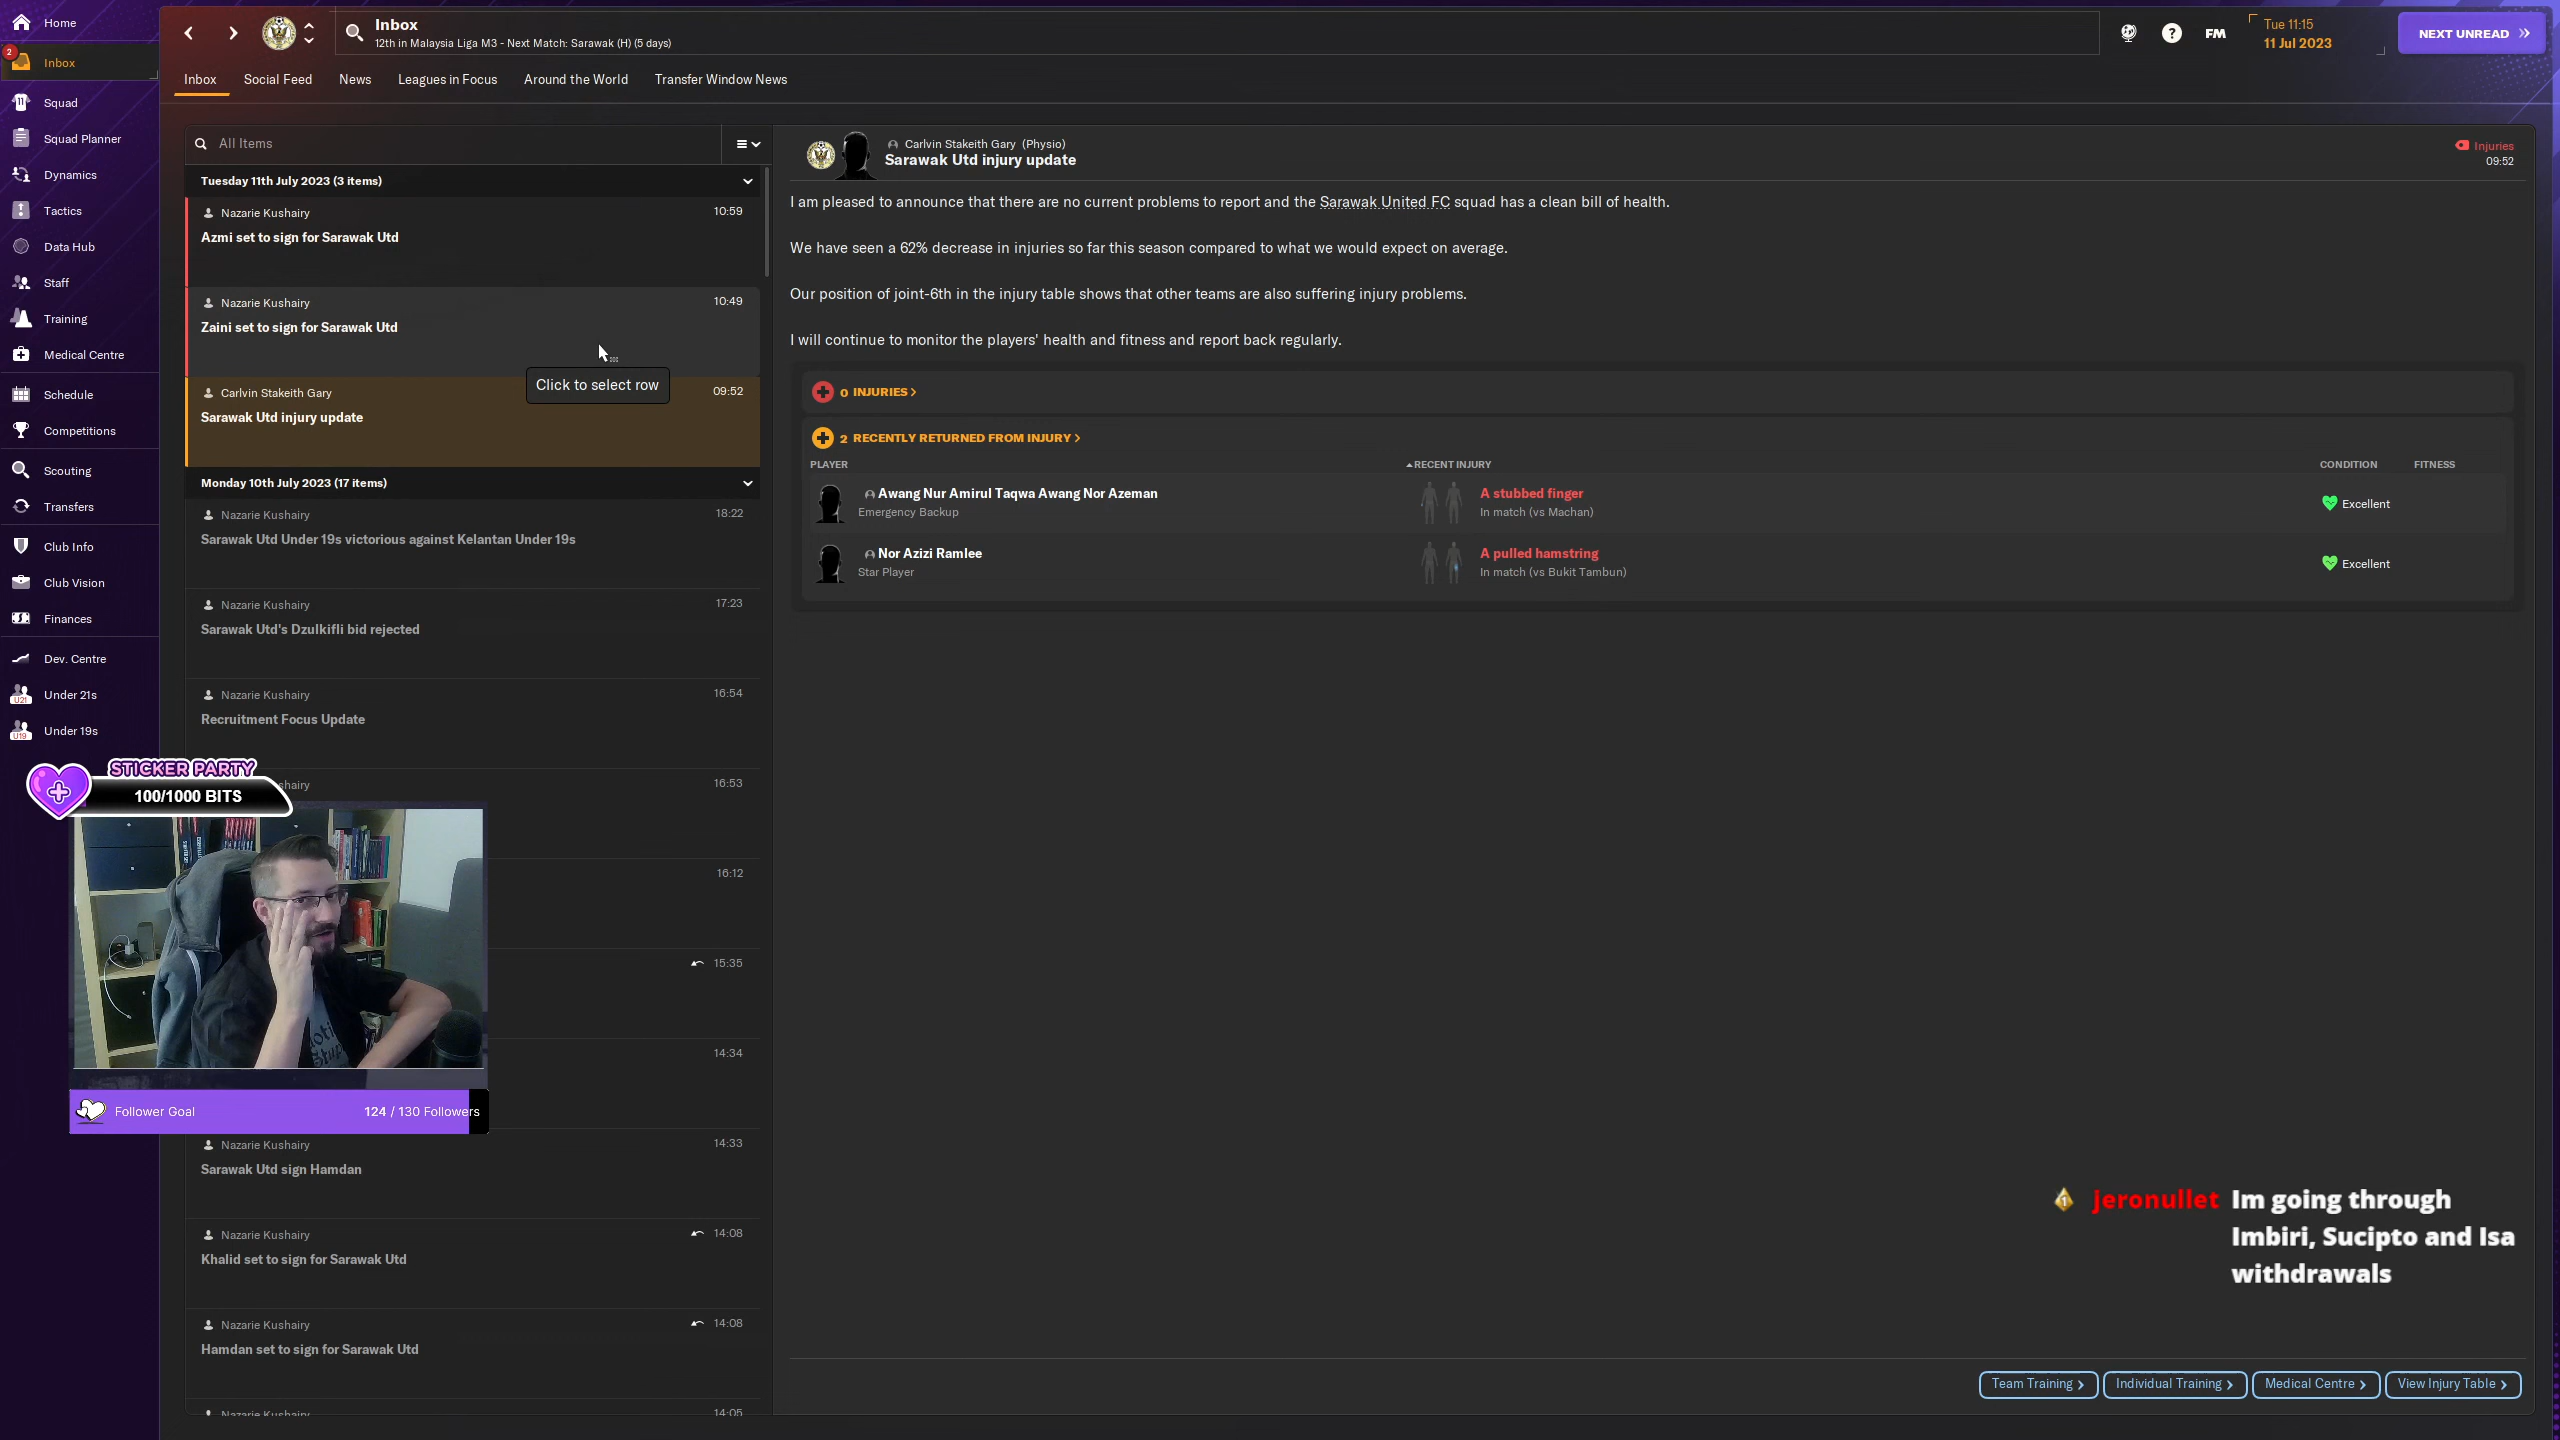 Home
2
Inbox
Squad
Squad Planner
Dynamics
Tactics
Data Hub
Staff
Training
Medical Centre
Schedule
Competitions
Scouting
Transfers
Club Info
Club Vision
Finances
Dev. Centre
U21
Under 21s
U19
Under 19s
Inbox
12th in Malaysia Liga M3 - Next Match: Sarawak (H) (5 days)
FM
Tue 11:15
11 Jul 2023
NEXT UNREAD
Inbox
Social Feed
News
Leagues in Focus
Around the World
Transfer Window News
All Items
Tuesday 11th July 2023 (3 items)
Nazarie Kushairy
10:59
Azmi set to sign for Sarawak Utd
Nazarie Kushairy
10:49
Zaini set to sign for Sarawak Utd
Click to select row
Carlvin Stakeith Gary
09:52
Sarawak Utd injury update
Monday 10th July 2023 (17 items)
Nazarie Kushairy
18:22
Sarawak Utd Under 19s victorious against Kelantan Under 19s
Nazarie Kushairy
17:23
Sarawak Utd's Dzulkifli bid rejected
Nazarie Kushairy
16:54
Recruitment Focus Update
hairy
16:53
16:12
15:35
14:34
Nazarie Kushairy
14:33
Sarawak Utd sign Hamdan
Nazarie Kushairy
14:08
Khalid set to sign for Sarawak Utd
Nazarie Kushairy
14:08
Hamdan set to sign for Sarawak Utd
Nazarie Kushairy
14:05
Carlvin Stakeith Gary (Physio)
Sarawak Utd injury update
Injuries
09:52
I am pleased to announce that there are no current problems to report and the Sarawak United FC squad has a clean bill of health.
We have seen a 62% decrease in injuries so far this season compared to what we would expect on average.
Our position of joint-6th in the injury table shows that other teams are also suffering injury problems.
I will continue to monitor the players' health and fitness and report back regularly.
0 INJURIES
2 RECENTLY RETURNED FROM INJURY
PLAYER
RECENT INJURY
CONDITION
FITNESS
Awang Nur Amirul Taqwa Awang Nor Azeman
Emergency Backup
A stubbed finger
In match (vs Machan)
Excellent
Nor Azizi Ramlee
Star Player
A pulled hamstring
In match (vs Bukit Tambun)
Excellent
STICKER PARTY
100/1000 BITS
Follower Goal
124 / 130 Followers
Jeronullet Im going through
Imbiri, Sucipto and Isa
withdrawals
Team Training
Individual Training
Medical Centre
View Injury Table